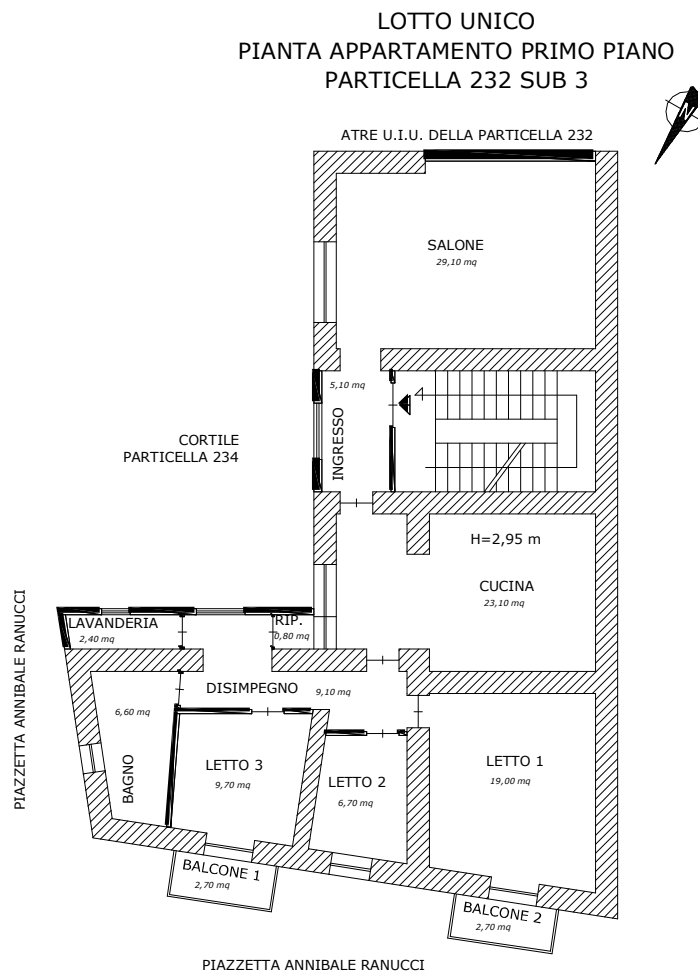 LOTTO UNICO
PIANTA APPARTAMENTO PRIMO PIANO
PARTICELLA 232 SUB 3
N
ATRE U.I.U. DELLA PARTICELLA 232
SALONE
29,10 mq
5,10 mq
INGRESSO
CORTILE
PARTICELLA 234
H=2,95 m
CUCINA
23,10 mq
LAVANDERIA
2,40 mq
RIP.
0,80 mq
DISIMPEGNO
9,10 mq
6,60 mq
BAGNO
LETTO 3
9,70 mq
LETTO 2
6,70 mq
LETTO 1
19,00 mq
BALCONE 1
2,70 mq
BALCONE 2
2,70 mq
PIAZZETTA ANNIBALE RANUCCI
PIAZZETTA ANNIBALE RANUCCI